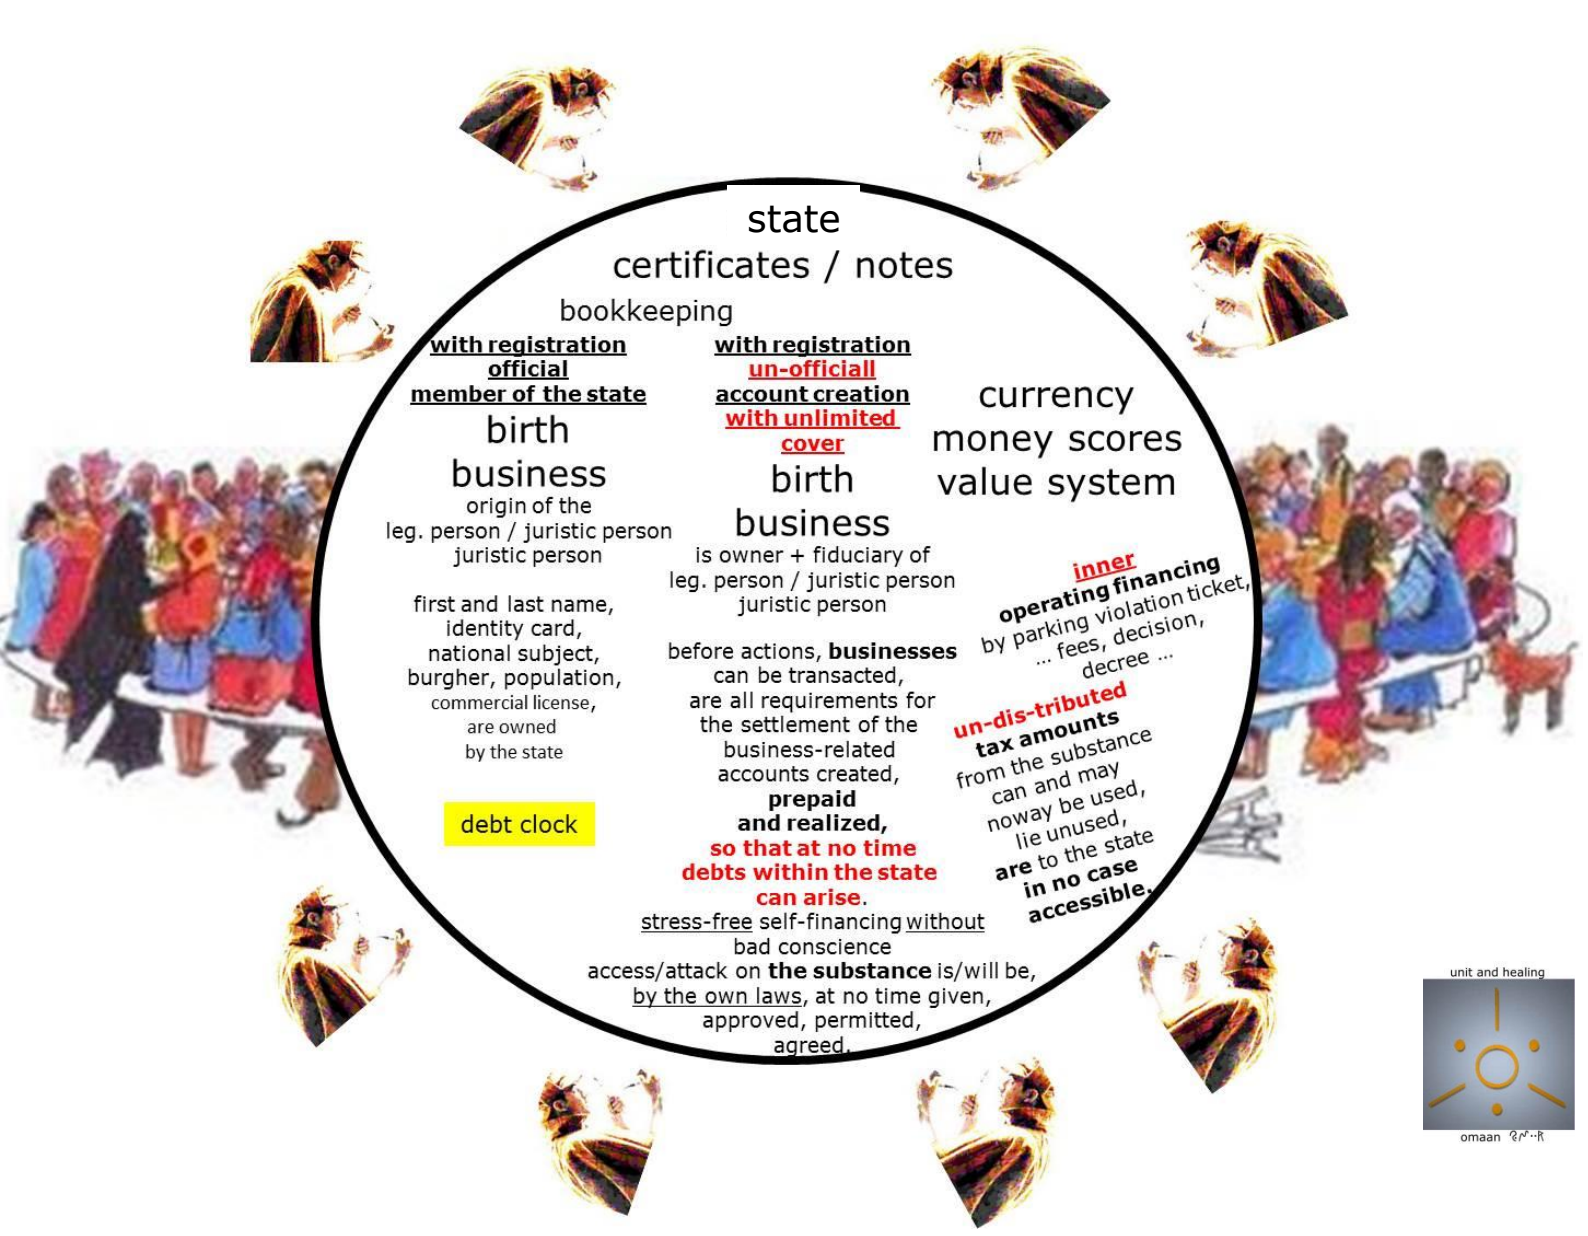 state
certificates / notes
bookkeeping
with registration
official
member of the state
birth
business
origin of the
leg. person / juristic person
juristic person
first and last name,
identity card,
national subject,
burgher, population,
commercial license,
are owned
by the state
debt clock
with registration
un-officiall
account creation
with unlimited
cover
birth
business
is owner + fiduciary of
leg. person / juristic person
juristic person
before actions, businesses
can be transacted,
are all requirements for
the settlement of the
business-related
accounts created,
prepaid
and realized,
so that at no time
debts within the state
can arise.
stress-free self-financing without
bad conscience
access/attack on the substance is/will be,
by the own laws, at no time given,
approved, permitted,
agreed.
currency
money scores
value system
inner
operating financing
by parking violation ticket,
... fees, decision,
decree ...
un-dis-tributed
tax amounts
from the substance
can and may
noway be used,
lie unused,
are to the state
in no case
accessible.
unit and healing
omaan